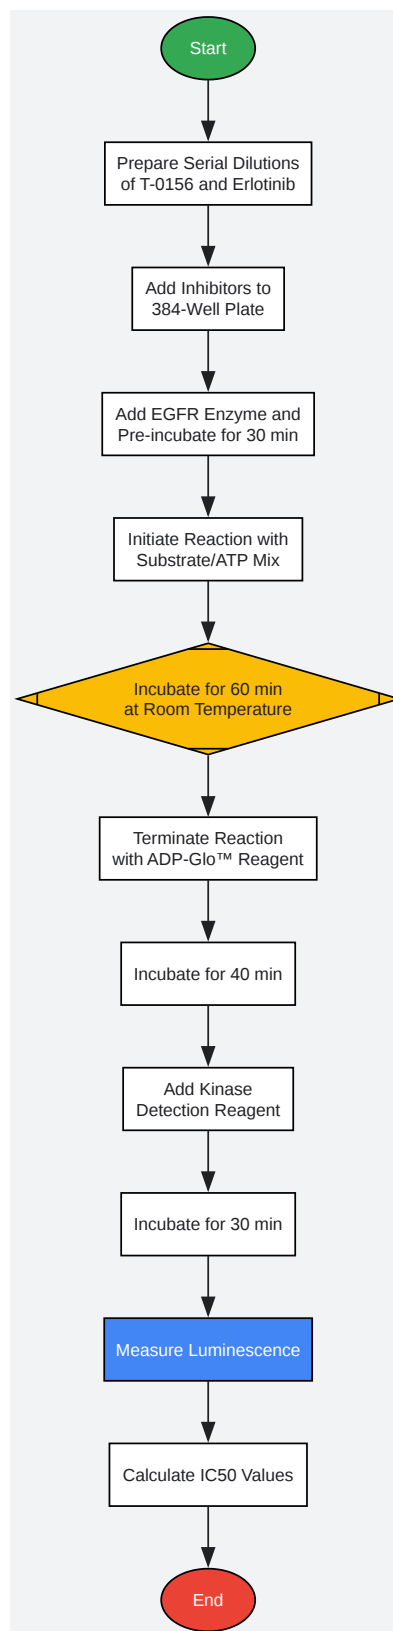 Start
Prepare Serial Dilutions
of T-0156 and Erlotinib
Add Inhibitors to
384-Well Plate
Add EGFR Enzyme and
Pre-incubate for 30 min
Initiate Reaction with
Substrate/ATP Mix
Incubate for 60 min
at Room Temperature
Terminate Reaction
with ADP-Glo™ Reagent
Incubate for 40 min
Add Kinase
Detection Reagent
Incubate for 30 min
Measure Luminescence
Calculate IC50 Values
End